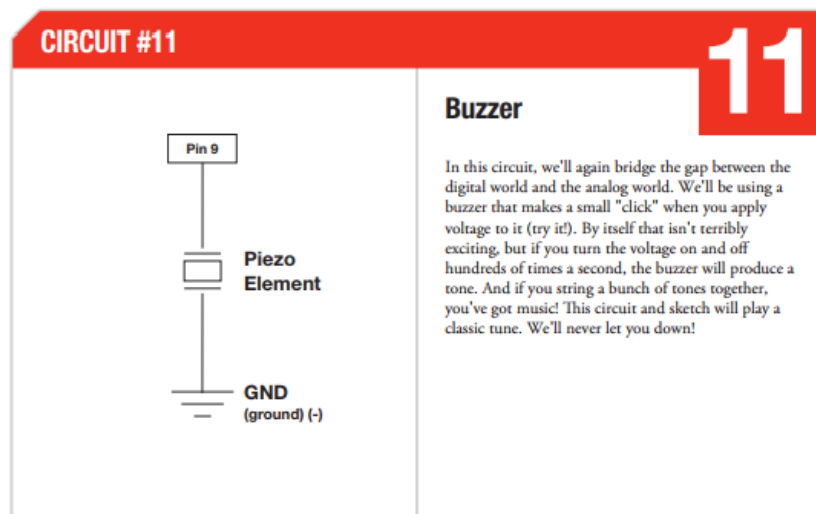 CIRCUIT #11
11
Pin 9
Piezo
Element
GND
(ground) (-)
Buzzer
In this circuit, we'll again bridge the gap between the
digital world and the analog world. We'll be using a
buzzer that makes a small "click" when you apply
voltage to it (try it!). By itself that isn't terribly
exciting, but if you turn the voltage on and off
hundreds of times a second, the buzzer will produce a
tone. And if you string a bunch of tones together,
you've got music! This circuit and sketch will play a
classic tune. We'll never let you down!